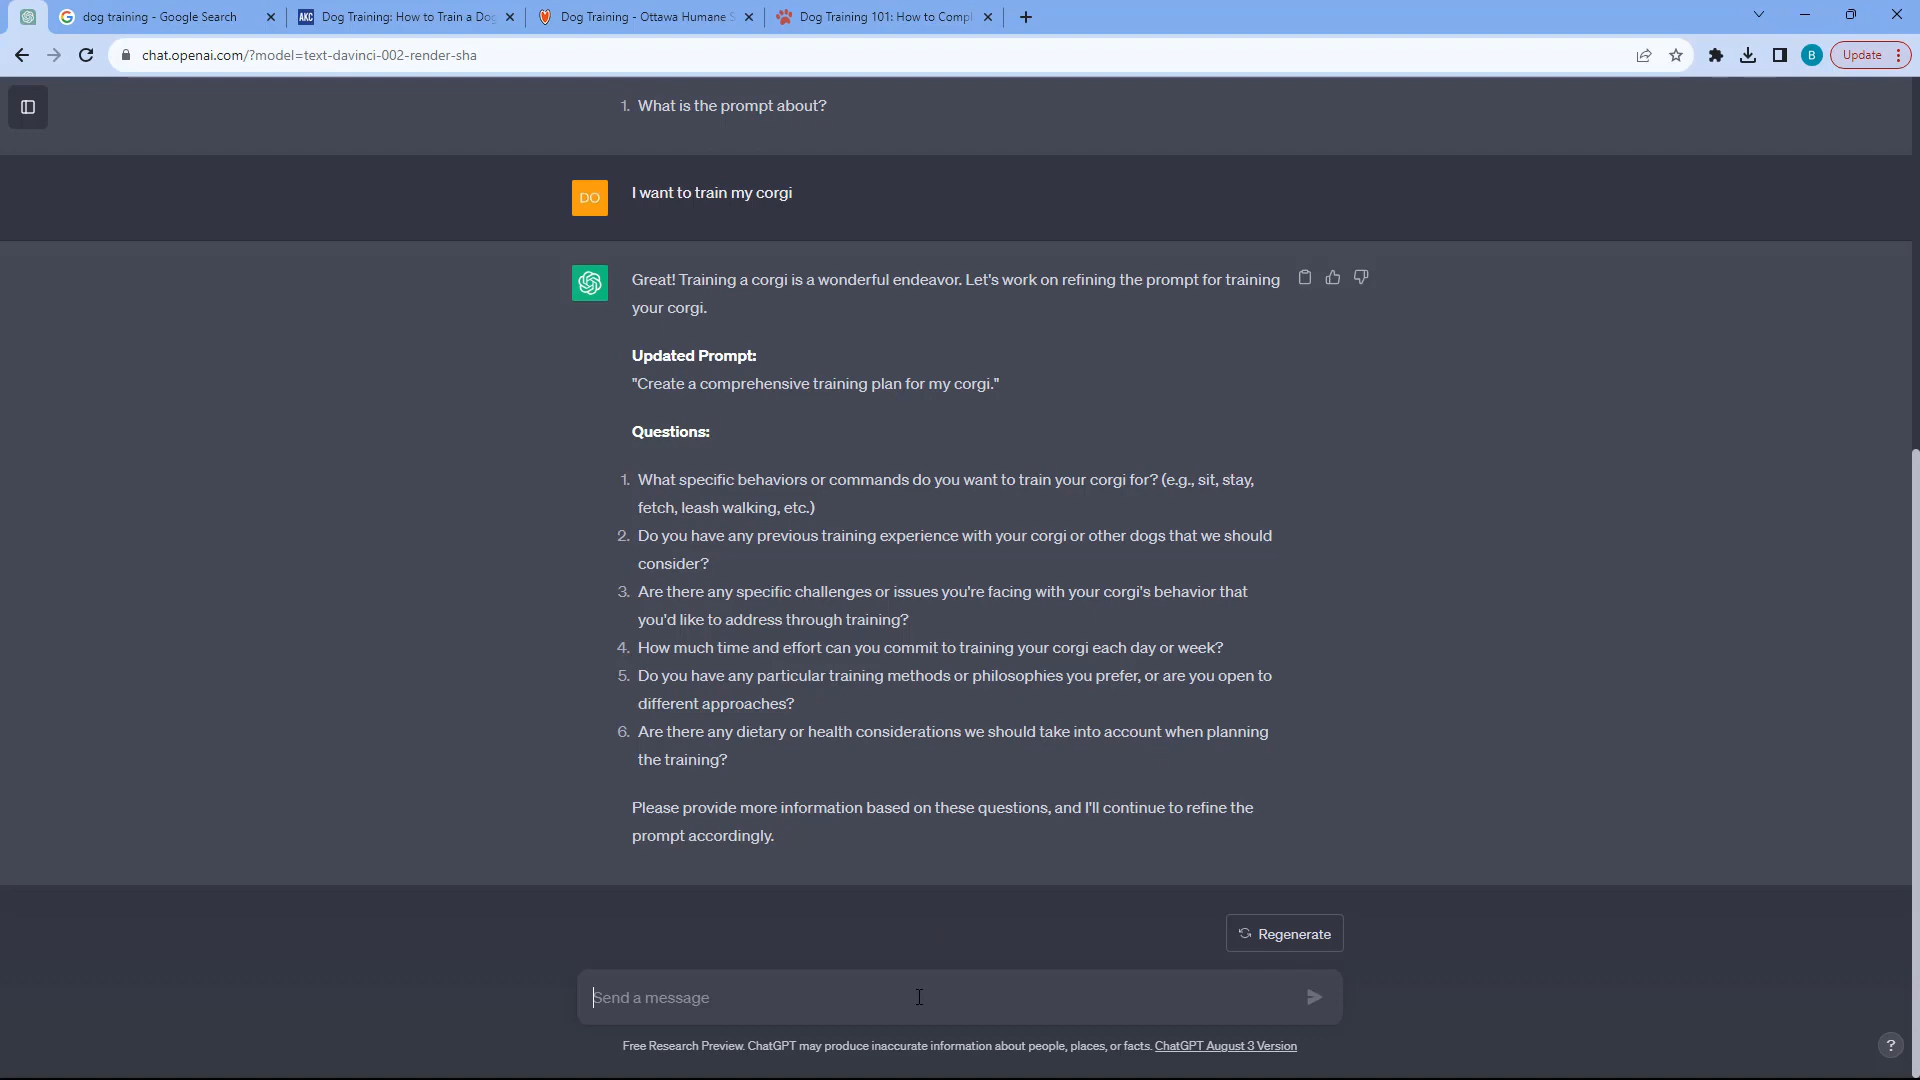 dog training - Google Search
AKC Dog Training: How to Train a Dog
Dog Training - Ottawa Humane S
Dog Training 101: How to Compl
chat.openai.com/?model=text-davinci-002-render-sha
B
Update
1. What is the prompt about?
DO
I want to train my corgi
Great! Training a corgi is a wonderful endeavor. Let's work on refining the prompt for training
your corgi.
Updated Prompt:
"Create a comprehensive training plan for my corgi."
Questions:
1. What specific behaviors or commands do you want to train your corgi for? (e.g., sit, stay,
fetch, leash walking, etc.)
2. Do you have any previous training experience with your corgi or other dogs that we should
consider?
3. Are there any specific challenges or issues you're facing with your corgi's behavior that
you'd like to address through training?
4. How much time and effort can you commit to training your corgi each day or week?
5. Do you have any particular training methods or philosophies you prefer, or are you open to
different approaches?
6. Are there any dietary or health considerations we should take into account when planning
the training?
Please provide more information based on these questions, and I'll continue to refine the
prompt accordingly.
Regenerate
Send a message
Free Research Preview. ChatGPT may produce inaccurate information about people, places, or facts. ChatGPT August 3 Version
?